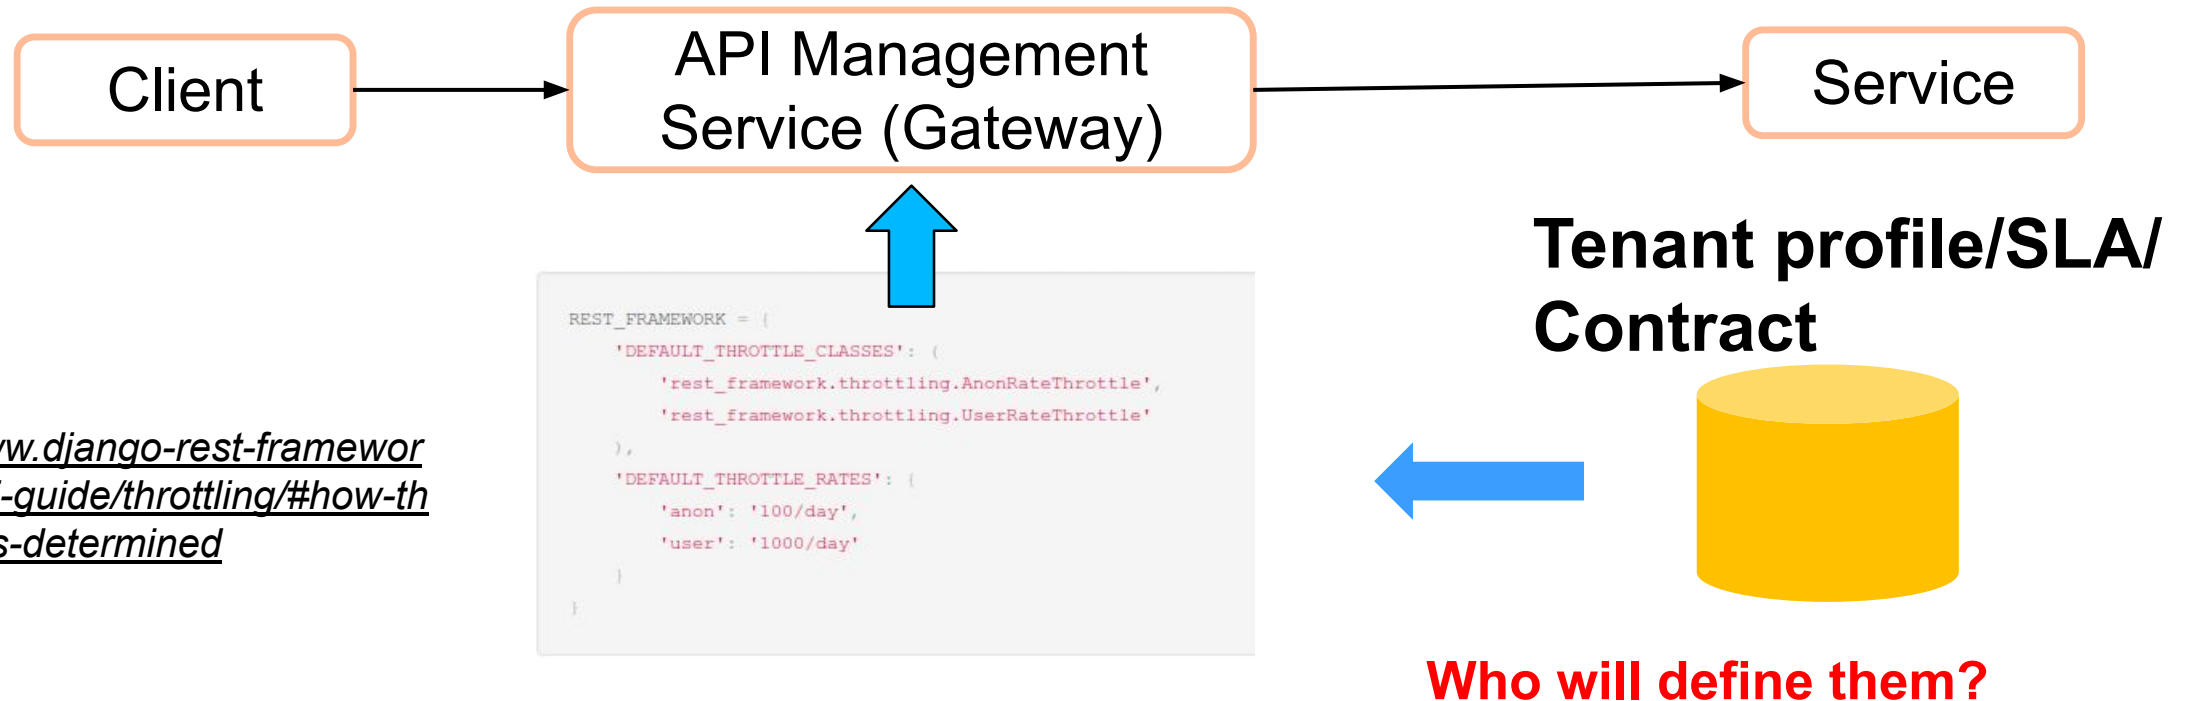 Client
API Management
Service (Gateway)
Service
Tenant profile/SLA/
Contract
REST_FRAMEWORK = {
'DEFAULT_THROTTLE_CLASSES': (
'rest_framework.throttling.AnonRateThrottle',
'rest_framework.throttling.UserRateThrottle'
),
'DEFAULT_THROTTLE_RATES': {
'anon': '100/day',
'user': '1000/day'
}
}
w.django-rest-framewor
-guide/throttling/#how-th
s-determined
Who will define them?